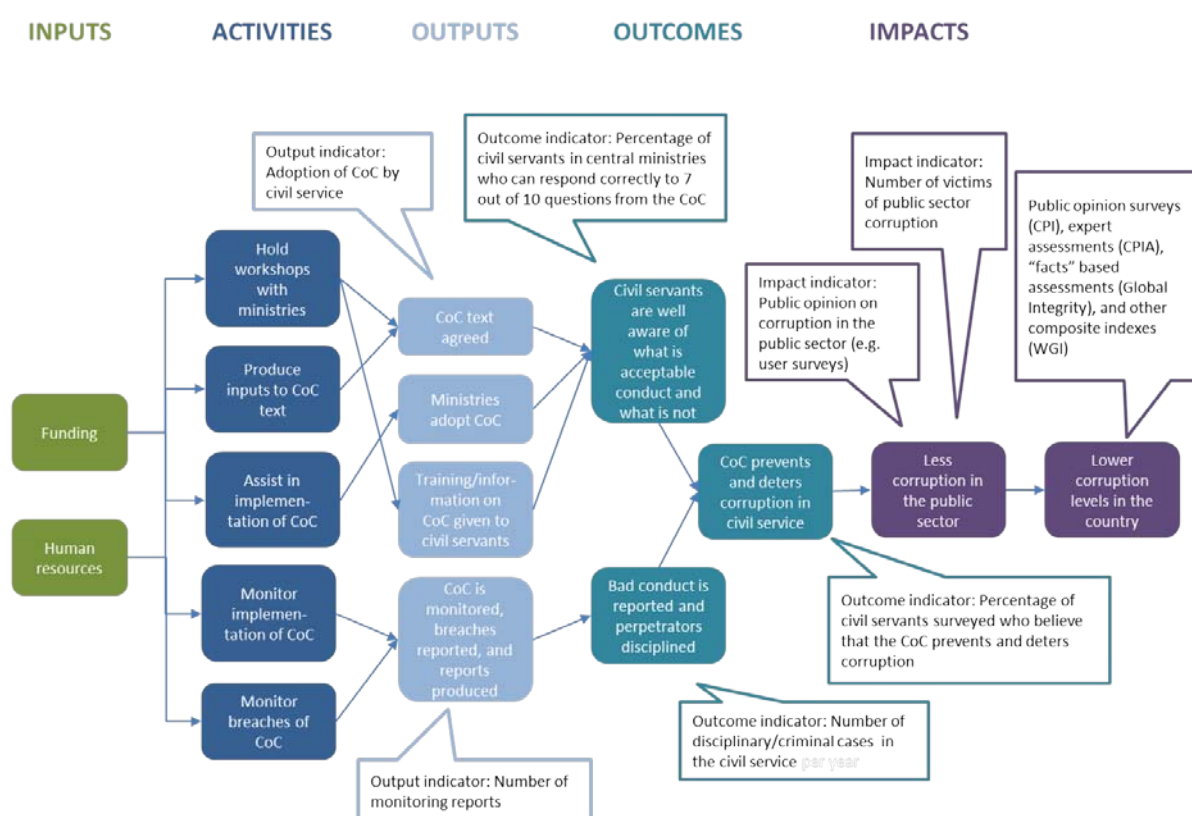 INPUTS
ACTIVITIES
OUTPUTS
OUTCOMES
IMPACTS
Output indicator:
Adoption of CoC by
civil service
Outcome indicator: Percentage of
civil servants in central ministries
who can respond correctly to 7
out of 10 questions from the CoC
Impact indicator:
Number of victims
of public sector
corruption
Public opinion surveys
(CPI), expert
assessments (CPIA),
“facts” based
assessments (Global
Integrity), and other
composite indexes
(WGI)
Impact indicator:
Public opinion on
corruption in the
public sector (e.g.
user surveys)
Funding
Human
resources
Hold
workshops
with
ministries
Produce
inputs to CoC
text
Assist in
implemen-
tation of CoC
Monitor
implemen-
tation of CoC
Monitor
breaches of
CoC
CoC text
agreed
Ministries
adopt CoC
Training/infor-
mation on
CoC given to
civil servants
CoC is
monitored,
breaches
reported, and
reports
produced
Civil servants
are well
aware of
what is
acceptable
conduct and
what is not
Bad conduct is
reported and
perpetrators
disciplined
CoC prevents
and deters
corruption in
civil service
Less
corruption in
the public
sector
Lower
corruption
levels in the
country
Outcome indicator: Percentage of
civil servants surveyed who believe
that the CoC prevents and deters
corruption
Outcome indicator: Number of
disciplinary/criminal cases in
the civil service per year
Output indicator: Number of
monitoring reports